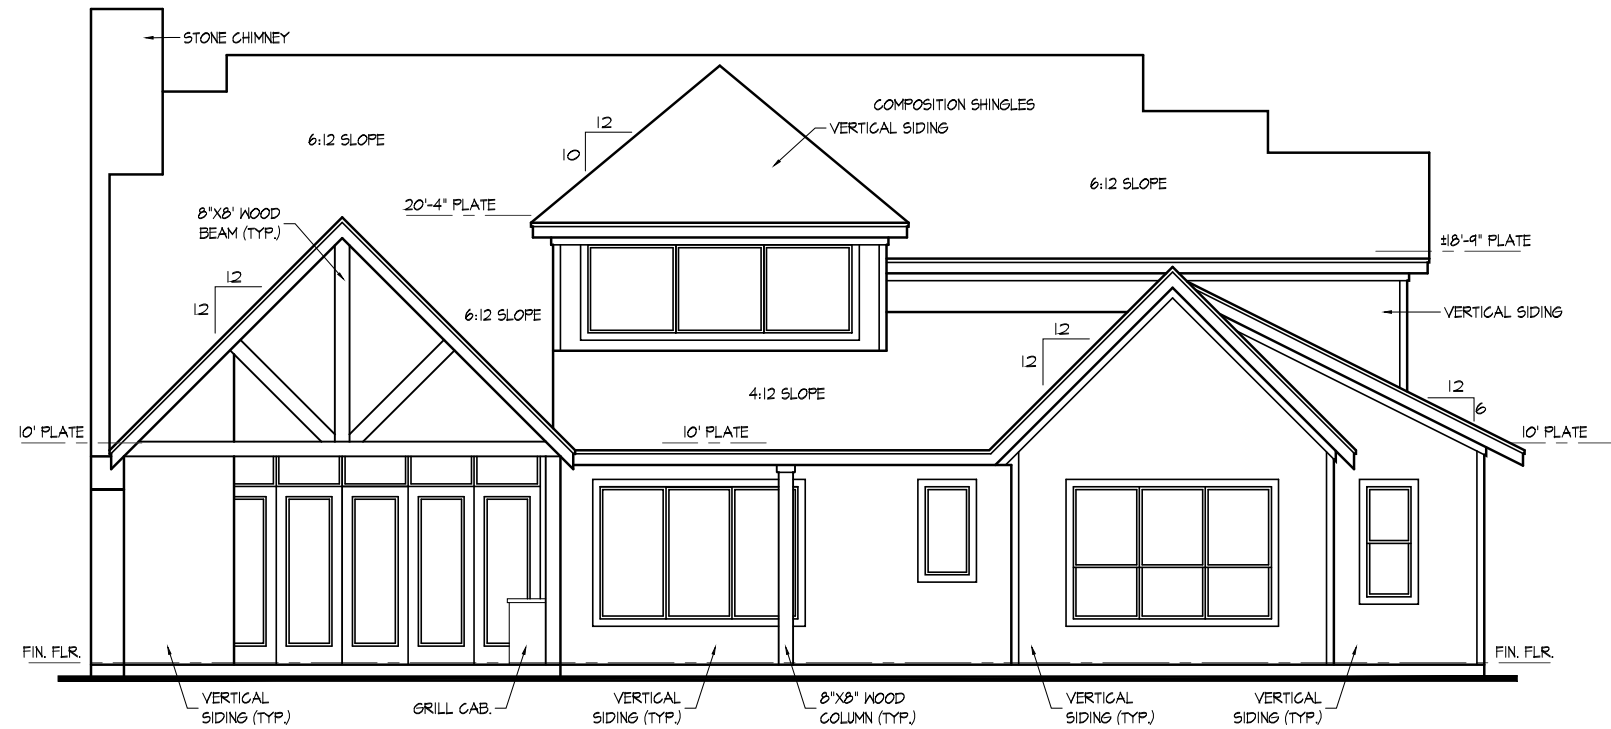 STONE CHIMNEY
COMPOSITION SHINGLES
12
VERTICAL SIDING
6:12 SLOPE
10
6:12 SLOPE
20'-4" PLATE
8"X8' WOOD
BEAM (TYP.)
±18'-9" PLATE
12
12
6:12 SLOPE
VERTICAL SIDING
12
12
4:12 SLOPE
12
6
10' PLATE
10' PLATE
10' PLATE
FIN. FLR.
FIN. FLR.
VERTICAL
SIDING (TYP.)
GRILL CAB.
VERTICAL
SIDING (TYP.)
8"X8" WOOD
COLUMN (TYP.)
VERTICAL
SIDING (TYP.)
VERTICAL
SIDING (TYP.)